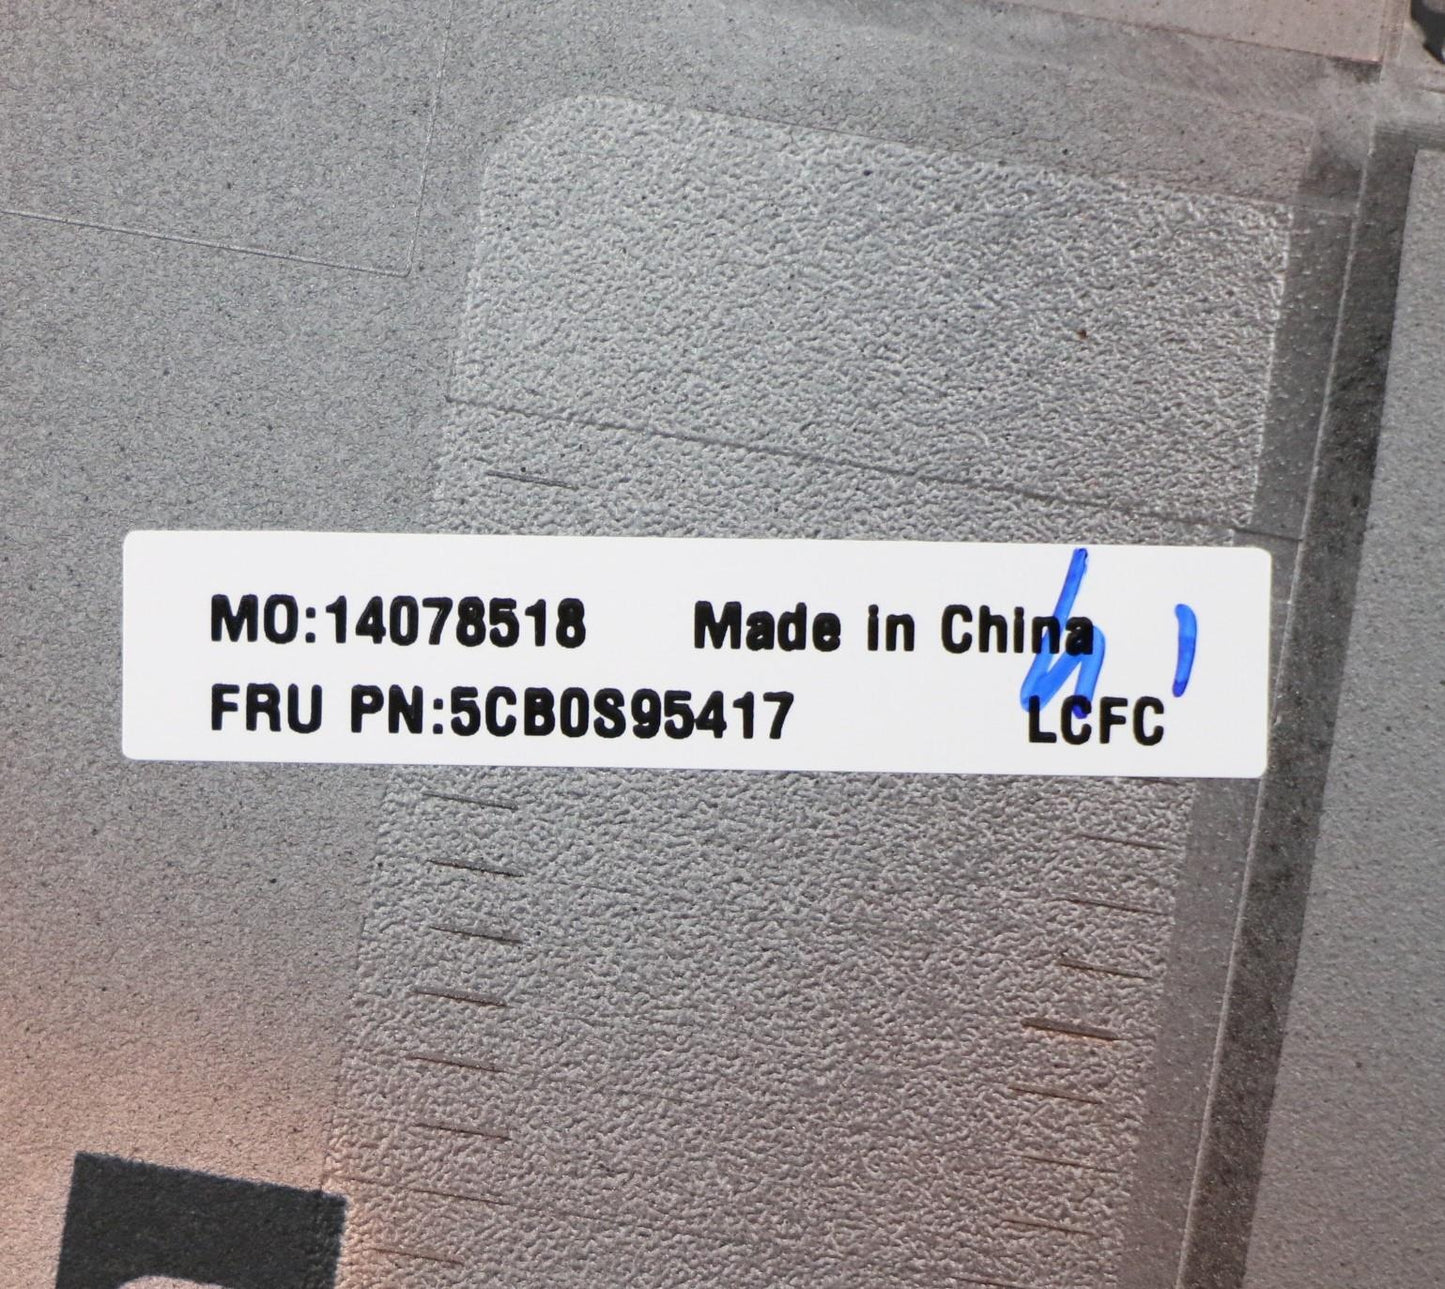 MO:14078518 Made in China
FRU PN:5CB0S95417 LCFC